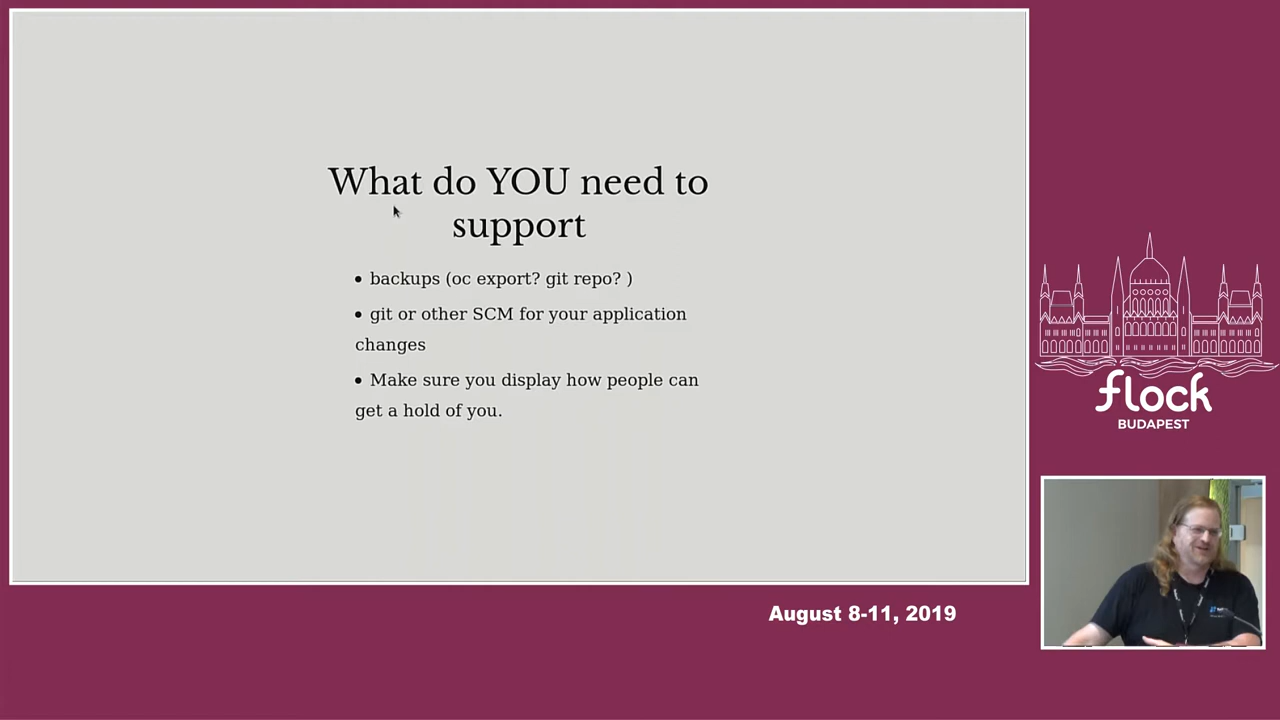 What do YOU need to
support
• backups (oc export? git repo? )
• git or other SCM for your application
changes
• Make sure you display how people can
get a hold of you.
flock
BUDAPEST
August 8-11, 2019